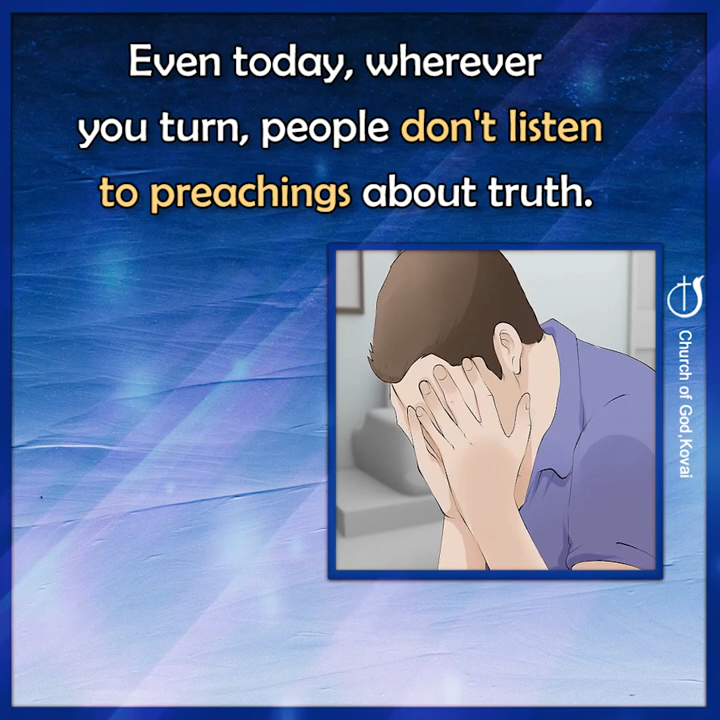 Even today, wherever
you turn, people don't listen
to preachings about truth.
Church of God,Kovai